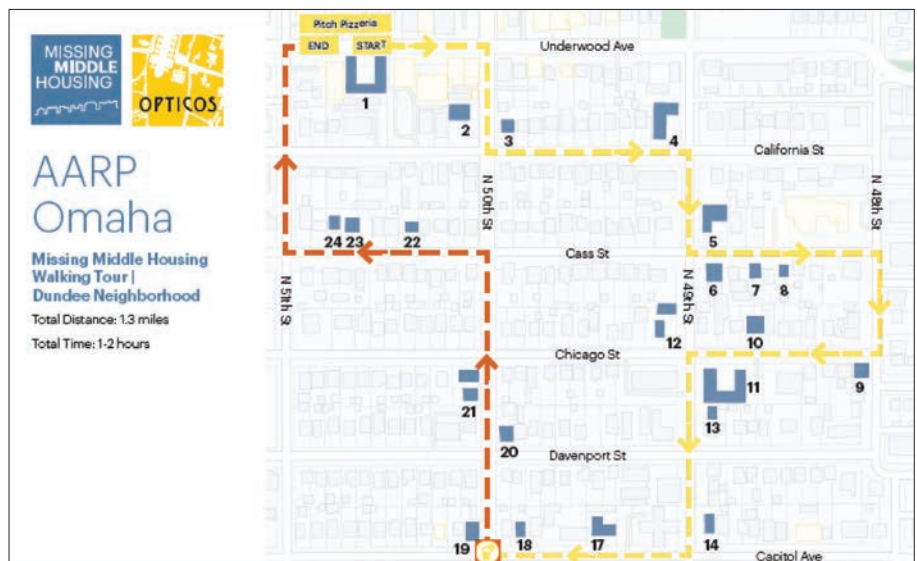 MISSING
MIDDLE
HOUSING
OPTICOS
AARP
Omaha
Missing Middle Housing
Walking Tour |
Dundee Neighborhood
Total Distance: 1.3 miles
Total Time: 1-2 hours
Pitch Pizzeria
END START
Underwood Ave
1
2
3
4
California St
N 50th St
N 48th St
24 23 22
5
Cass St
N 51th St
N 49th St
6 7 8
12
10
Chicago St
9
11
21
13
20
Davenport St
19 18 17 14
Capitol Ave